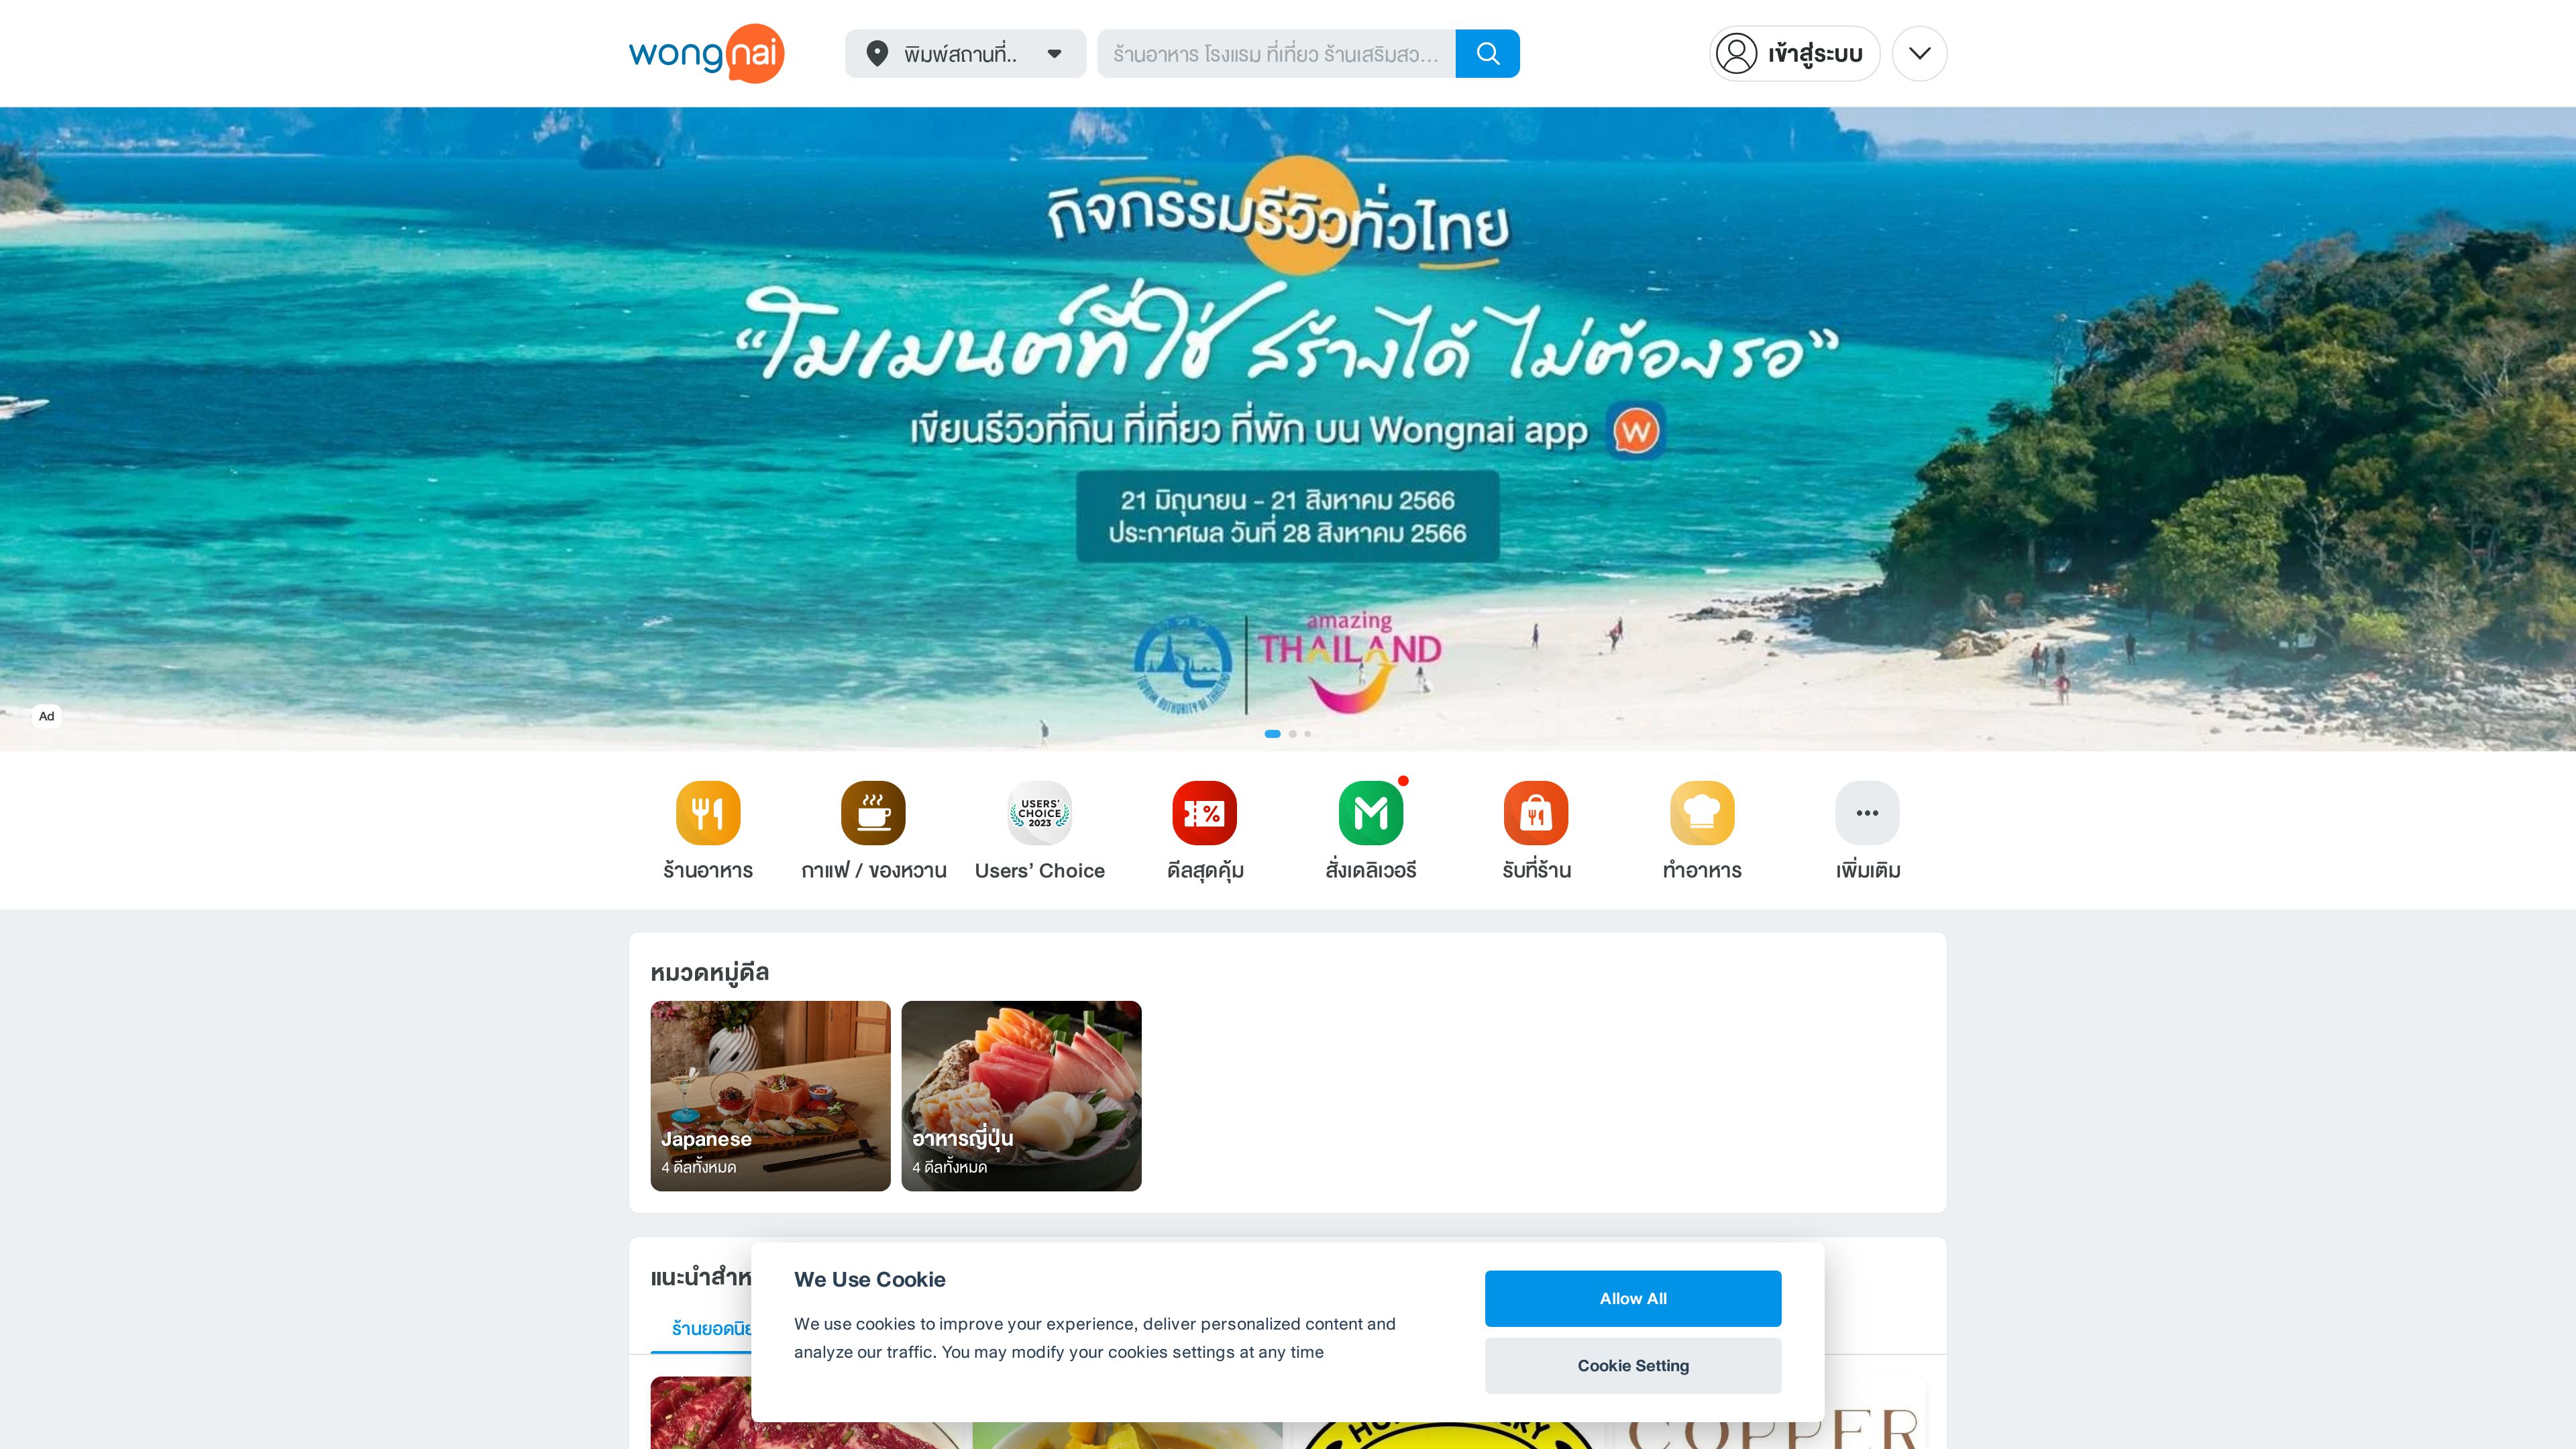 wongnai
พิมพ์สถานที่..
ร้านอาหาร โรงแรม ที่เที่ยว ร้านเสริมสว...
เข้าสู่ระบบ
กิจกรรมรีวิวทั่วไทย
“โมเมนต์ที่ใช่ สร้างได้ ไม่ต้องรอ”
เขียนรีวิวที่กิน ที่เที่ยว ที่พัก บน Wongnai app W
21 มิถุนายน - 21 สิงหาคม 2566
ประกาศผล วันที่ 28 สิงหาคม 2566
amazing
THAILAND
TOURISM AUTHORITY OF THAILAND
Ad
USERS’
CHOICE
2023
ร้านอาหาร
กาแฟ / ของหวาน
Users’ Choice
ดีลสุดคุ้ม
สั่งเดลิเวอรี
รับที่ร้าน
ทำอาหาร
เพิ่มเติม
หมวดหมู่ดีล
Japanese
4 ดีลทั้งหมด
อาหารญี่ปุ่น
4 ดีลทั้งหมด
แนะนำสำห
ร้านยอดนิย
We Use Cookie
We use cookies to improve your experience, deliver personalized content and
analyze our traffic. You may modify your cookies settings at any time
Allow All
Cookie Setting
COPPER